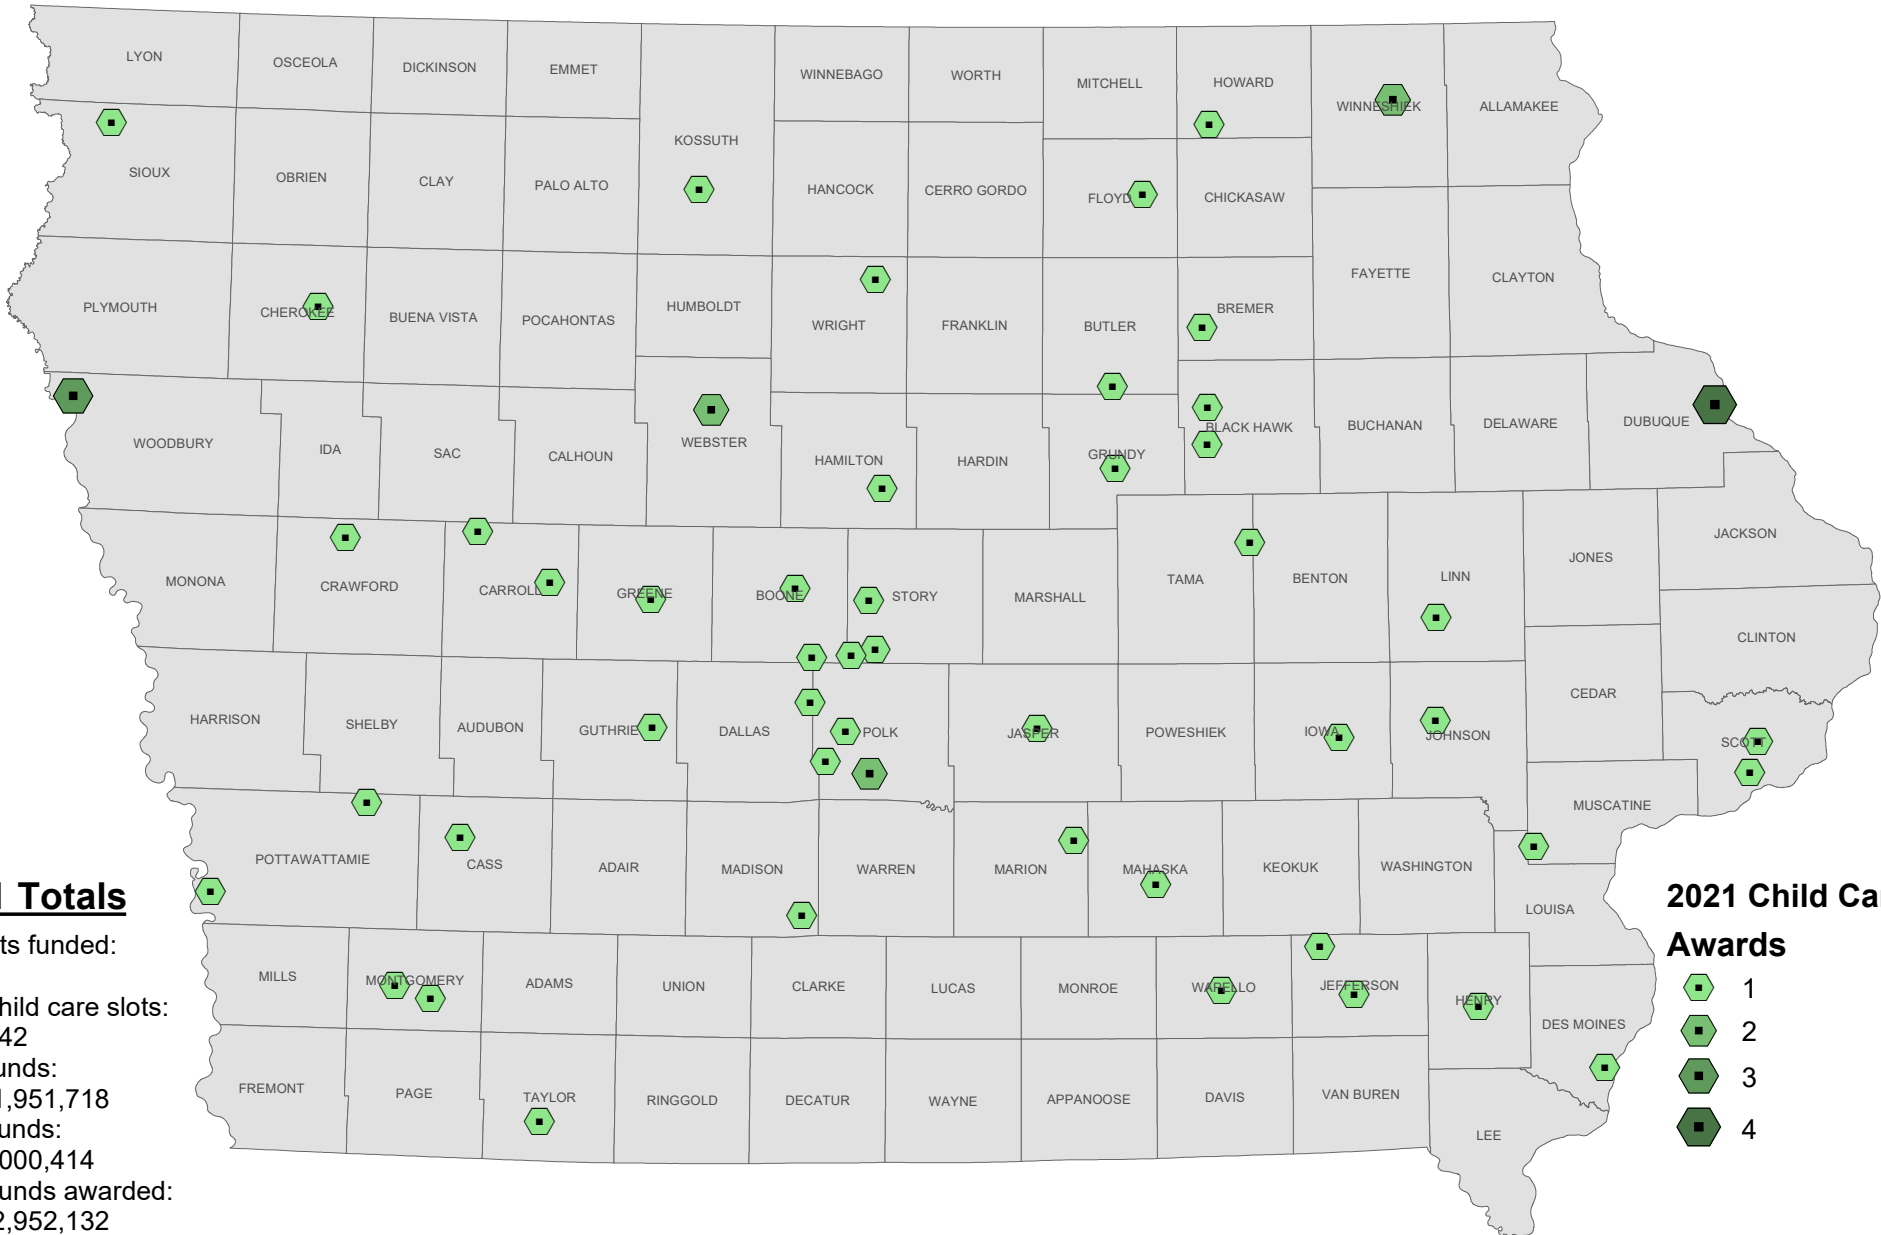 LYON
OSCEOLA
DICKINSON
EMMET
WINNEBAGO
WORTH
MITCHELL
HOWARD
WINNESHIEK
ALLAMAKEE
KOSSUTH
SIOUX
OBRIEN
CLAY
PALO ALTO
HANCOCK
CERRO GORDO
FLOYD
CHICKASAW
FAYETTE
CLAYTON
PLYMOUTH
CHEROKEE
BUENA VISTA
POCAHONTAS
HUMBOLDT
WRIGHT
FRANKLIN
BUTLER
BREMER
WOODBURY
IDA
SAC
CALHOUN
WEBSTER
HAMILTON
HARDIN
GRUNDY
BLACK HAWK
BUCHANAN
DELAWARE
DUBUQUE
MONONA
CRAWFORD
CARROLL
GREENE
BOONE
STORY
MARSHALL
TAMA
BENTON
LINN
JONES
JACKSON
CLINTON
HARRISON
SHELBY
AUDUBON
GUTHRIE
DALLAS
POLK
JASPER
POWESHIEK
IOWA
JOHNSON
CEDAR
SCOTT
MUSCATINE
POTTAWATTAMIE
CASS
ADAIR
MADISON
WARREN
MARION
MAHASKA
KEOKUK
WASHINGTON
LOUISA
MILLS
MONTGOMERY
ADAMS
UNION
CLARKE
LUCAS
MONROE
WAPELLO
JEFFERSON
HENRY
DES MOINES
FREMONT
PAGE
TAYLOR
RINGGOLD
DECATUR
WAYNE
APPANOOSE
DAVIS
VAN BUREN
LEE
Totals
ts funded:
hild care slots:
42
unds:
1,951,718
unds:
000,414
unds awarded:
2,952,132
2021 Child Ca
Awards
1
2
3
4